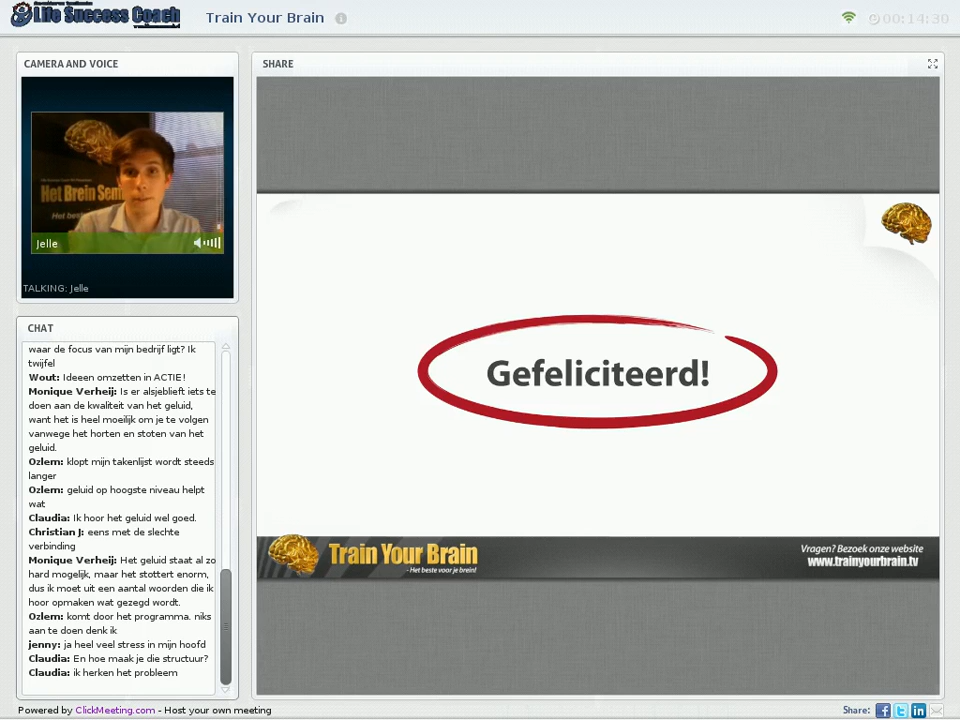 Life Success Coach
Train Your Brain
00:14:30
CAMERA AND VOICE
SHARE
Het Brein Sem
Het best
Jelle
TALKING: Jelle
CHAT
waar de focus van mijn bedrijf ligt? Ik
twijfel
Wout: Ideeen omzetten in ACTIE!
Monique Verheij: Is er alsjeblieft iets te
doen aan de kwaliteit van het geluid,
want het is heel moeilijk om je te volgen
vanwege het horten en stoten van het
geluid.
Ozlem: klopt mijn takenlijst wordt steeds
langer
Ozlem: geluid op hoogste niveau helpt
wat
Claudia: Ik hoor het geluid wel goed.
Christian J: eens met de slechte
verbinding
Monique Verheij: Het geluid staat al zo
hard mogelijk, maar het stottert enorm,
dus ik moet uit een aantal woorden die ik
hoor opmaken wat gezegd wordt.
Ozlem: komt door het programma. niks
aan te doen denk ik
jenny: ja heel veel stress in mijn hoofd
Claudia: En hoe maak je die structuur?
Claudia: ik herken het probleem
Gefeliciteerd!
Train Your Brain
- Het beste voor je brein!
Vragen? Bezoek onze website
www.trainyourbrain.tv
Powered by ClickMeeting.com - Host your own meeting
Share: